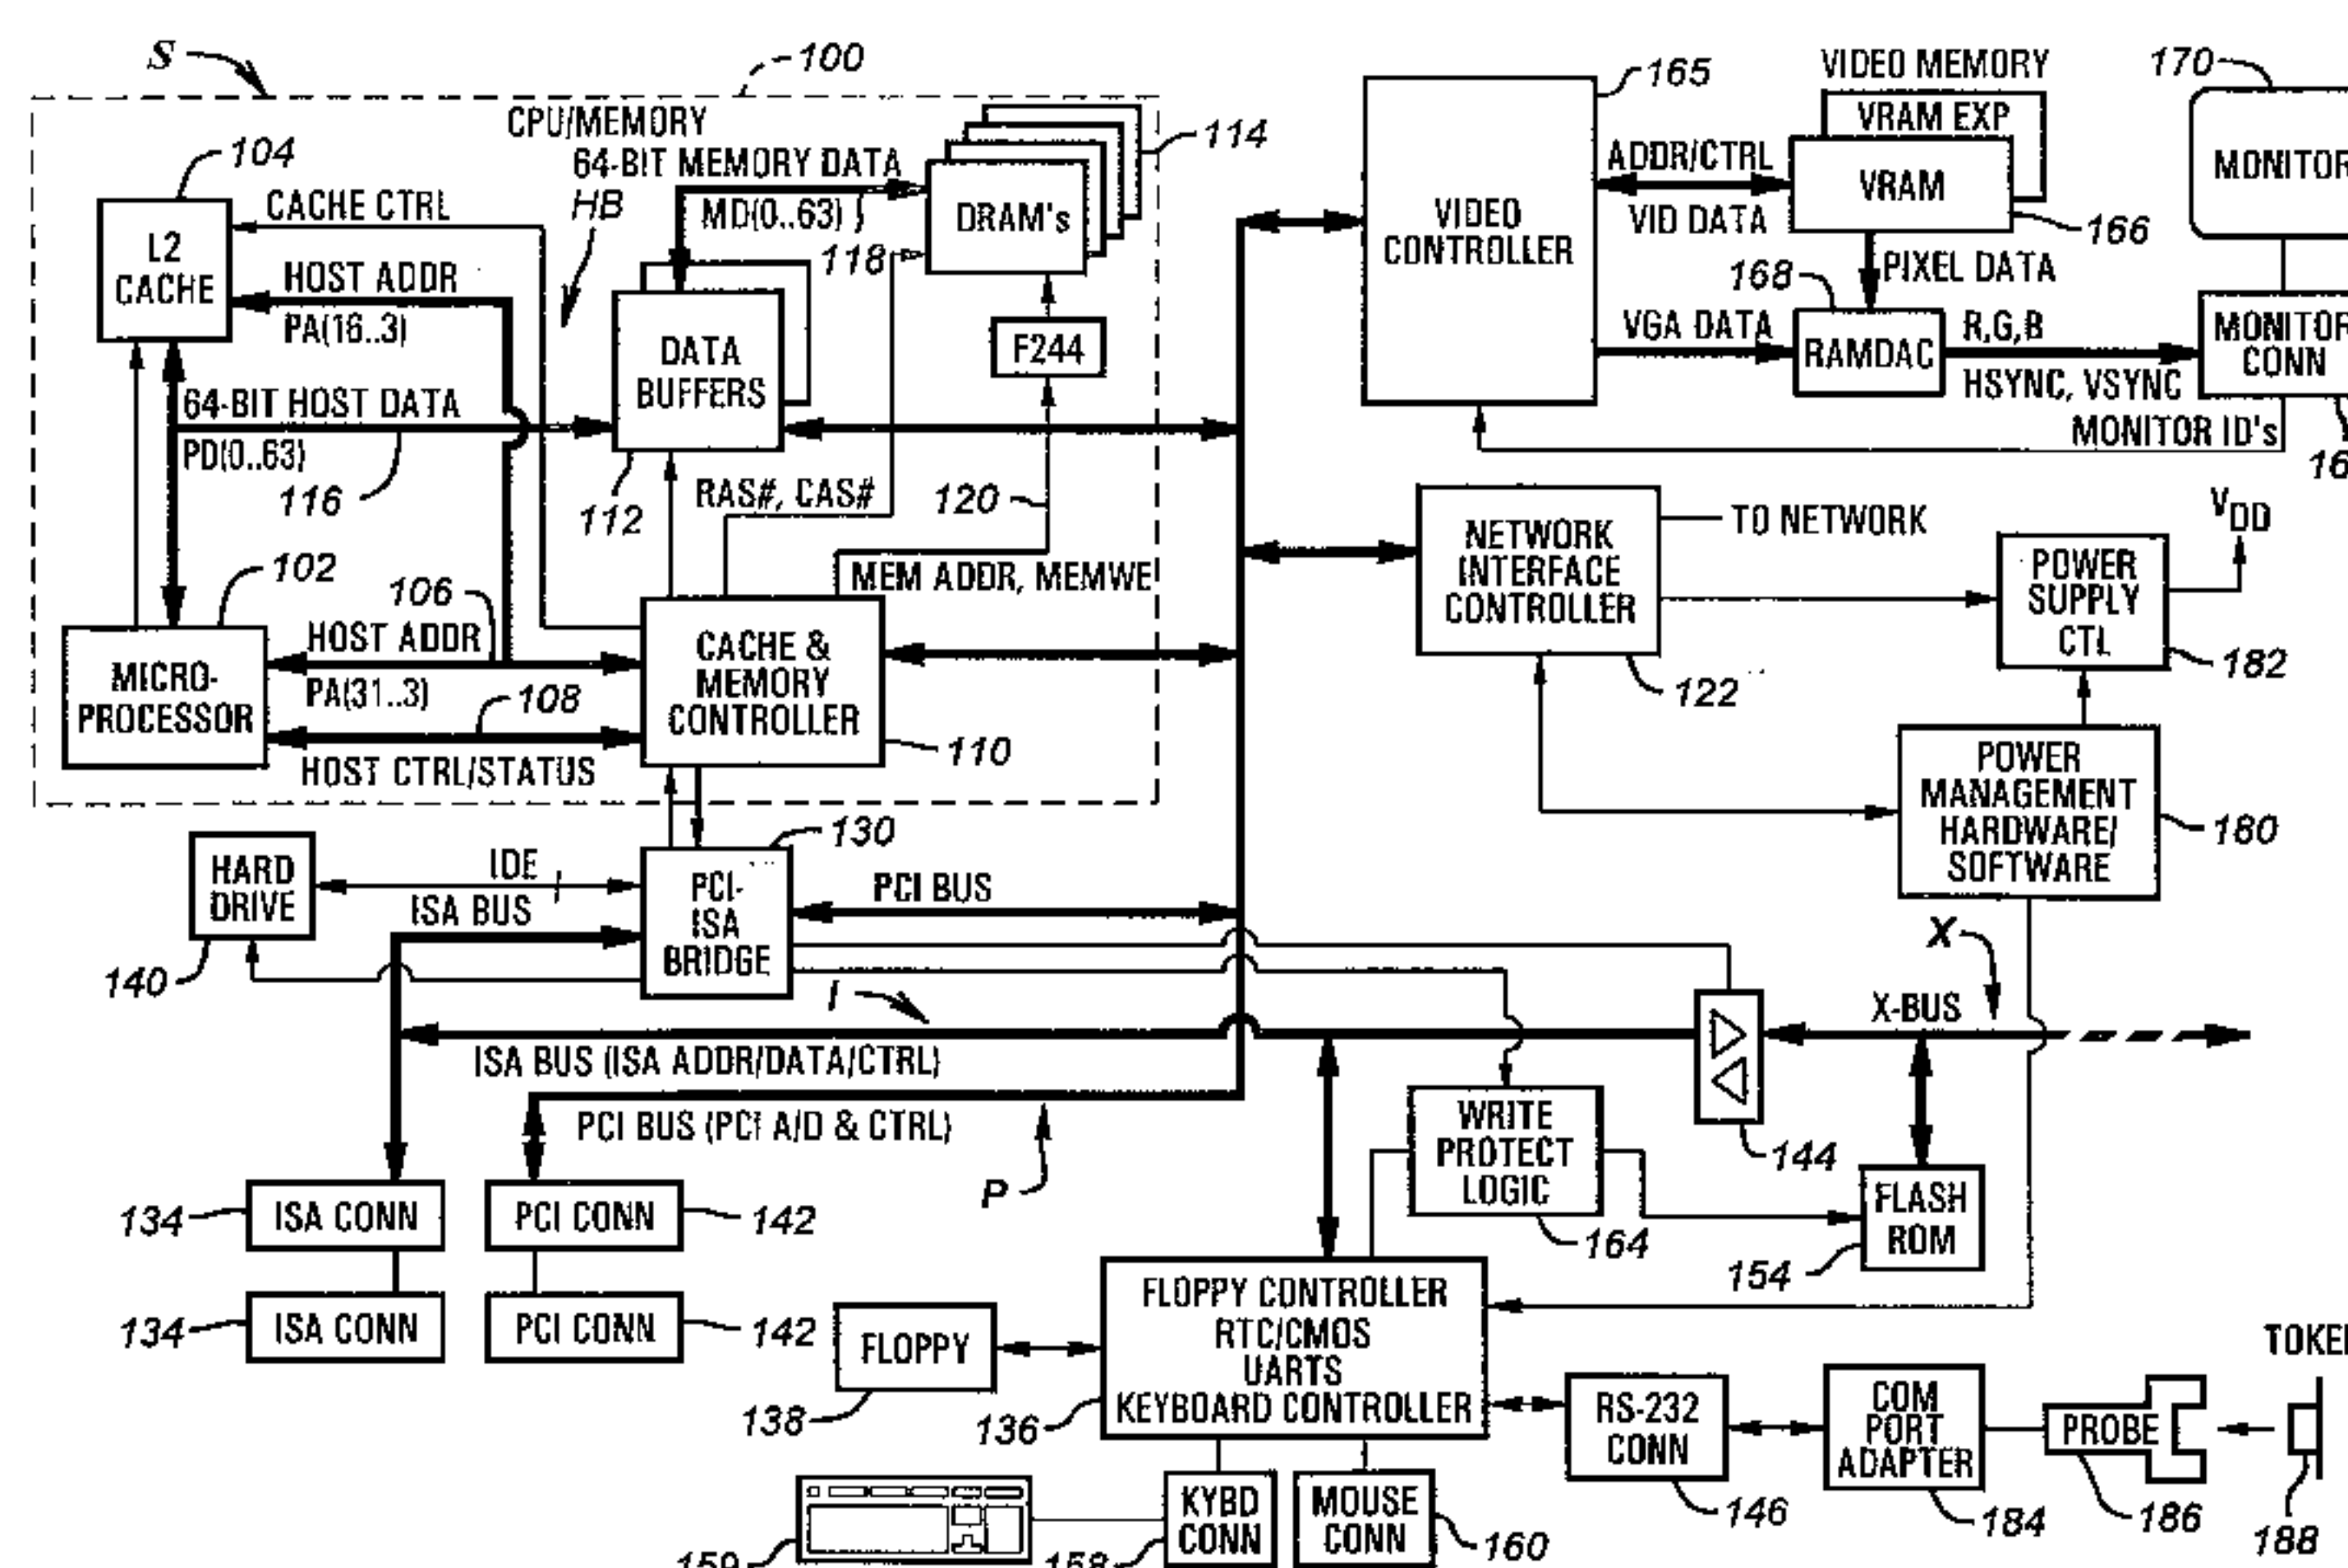 S
100
CPU/MEMORY
104
64-BIT MEMORY DATA
114
HB
CACHE CTRL
MD(0..63)
DRAM's
L2
CACHE
118
HOST ADDR
PA(16..3)
F244
DATA
BUFFERS
64-BIT HOST DATA
PD(0..63)
116
112
RAS#, CAS#
120
102
106
MEM ADDR, MEMWE
HOST ADDR
PA(31..3)
MICRO-
PROCESSOR
108
CACHE &
MEMORY
CONTROLLER
110
HOST CTRL/STATUS
165
VIDEO MEMORY
170
VRAM EXP
ADDR/CTRL
VRAM
MONITOR
VIDEO
CONTROLLER
VID DATA
166
168
PIXEL DATA
VGA DATA
RAMDAC
R,G,B
HSYNC, VSYNC
MONITOR
CONN
MONITOR ID's
16
NETWORK
INTERFACE
CONTROLLER
TO NETWORK
VDD
POWER
SUPPLY
CTL
182
122
POWER
MANAGEMENT
HARDWARE/
SOFTWARE
180
130
HARD
DRIVE
IDE
ISA BUS
PCI-
ISA
BRIDGE
PCI BUS
140
I
X
X-BUS
ISA BUS (ISA ADDR/DATA/CTRL)
PCI BUS (PCI A/D & CTRL)
P
WRITE
PROTECT
LOGIC
144
164
FLASH
ROM
154
134
ISA CONN
PCI CONN
142
134
ISA CONN
PCI CONN
142
FLOPPY
138
FLOPPY CONTROLLER
RTC/CMOS
UARTS
KEYBOARD CONTROLLER
136
RS-232
CONN
146
COM
PORT
ADAPTER
184
PROBE
186
TOKEN
188
159
158
KYBD
CONN
MOUSE
CONN
160